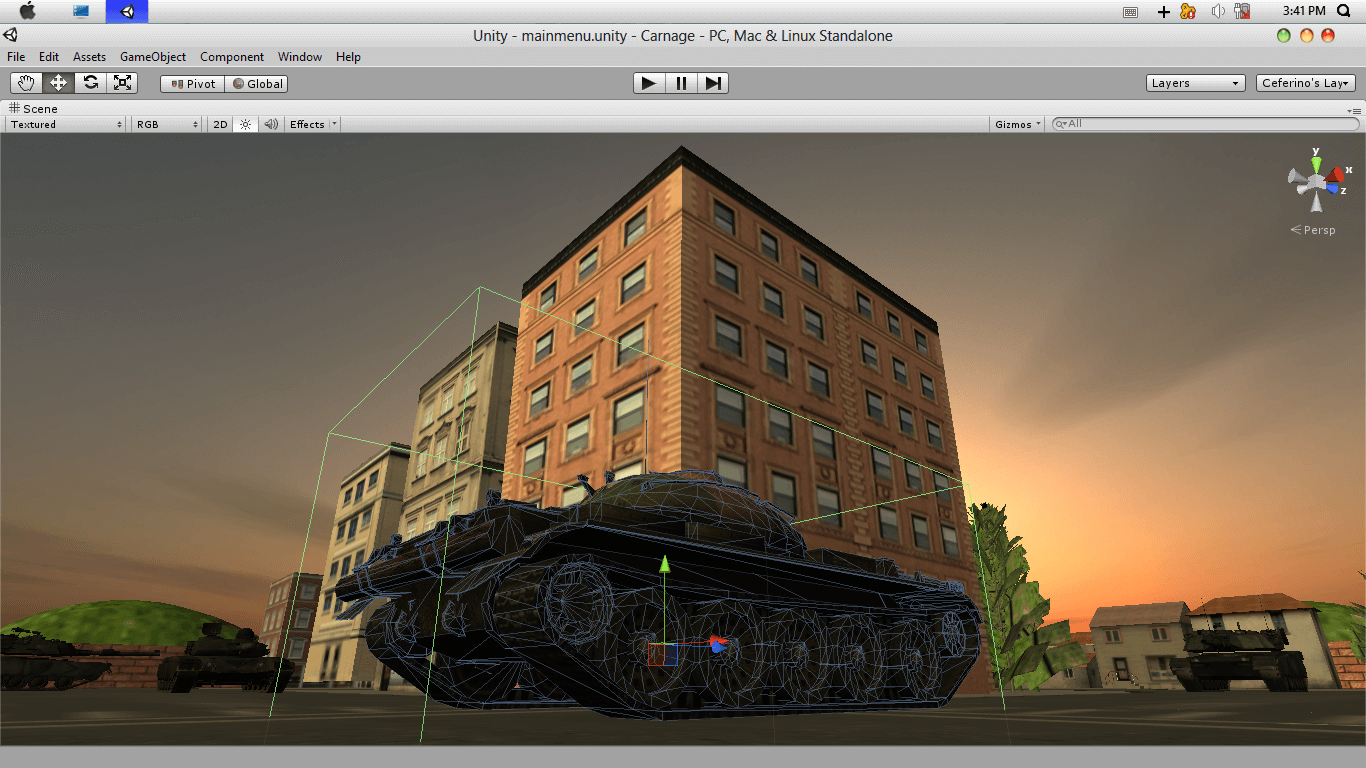 3:41 PM
Unity - mainmenu.unity - Carnage - PC, Mac & Linux Standalone
File Edit Assets GameObject Component Window Help
Pivot Global Layers Ceferino's Lay
Scene
Textured RGB 2D Effects Gizmos All
y
x
z
Persp